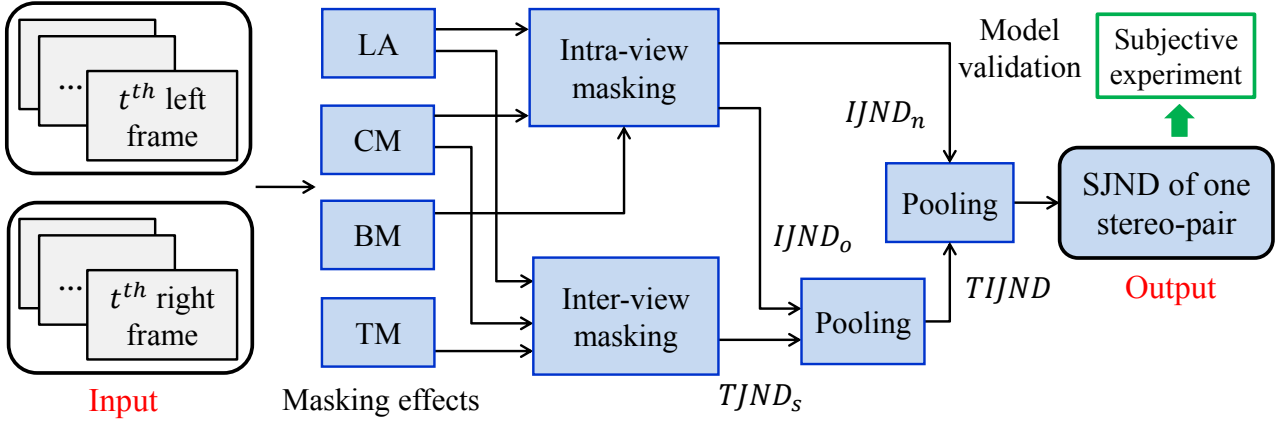 ...
t^{th} left
frame
...
t^{th} right
frame
Input
LA
CM
BM
TM
Masking effects
Intra-view
masking
Inter-view
masking
IJND_n
IJND_o
TJND_s
Pooling
TIJND
Pooling
Model
validation
Subjective
experiment
SJND of one
stereo-pair
Output